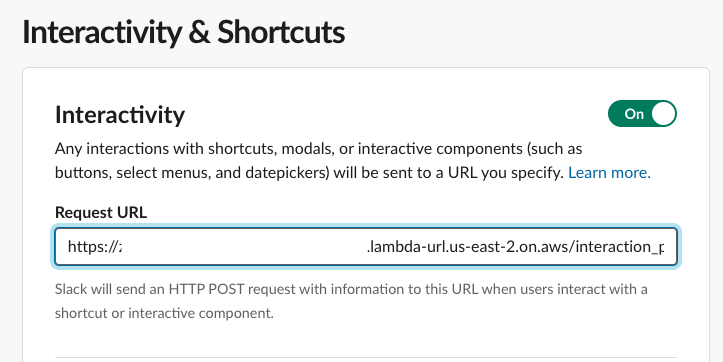 Interactivity & Shortcuts
Interactivity
On
Any interactions with shortcuts, modals, or interactive components (such as
buttons, select menus, and datepickers) will be sent to a URL you specify. Learn more.
Request URL
https:// .lambda-url.us-east-2.on.aws/interaction_p
Slack will send an HTTP POST request with information to this URL when users interact with a
shortcut or interactive component.